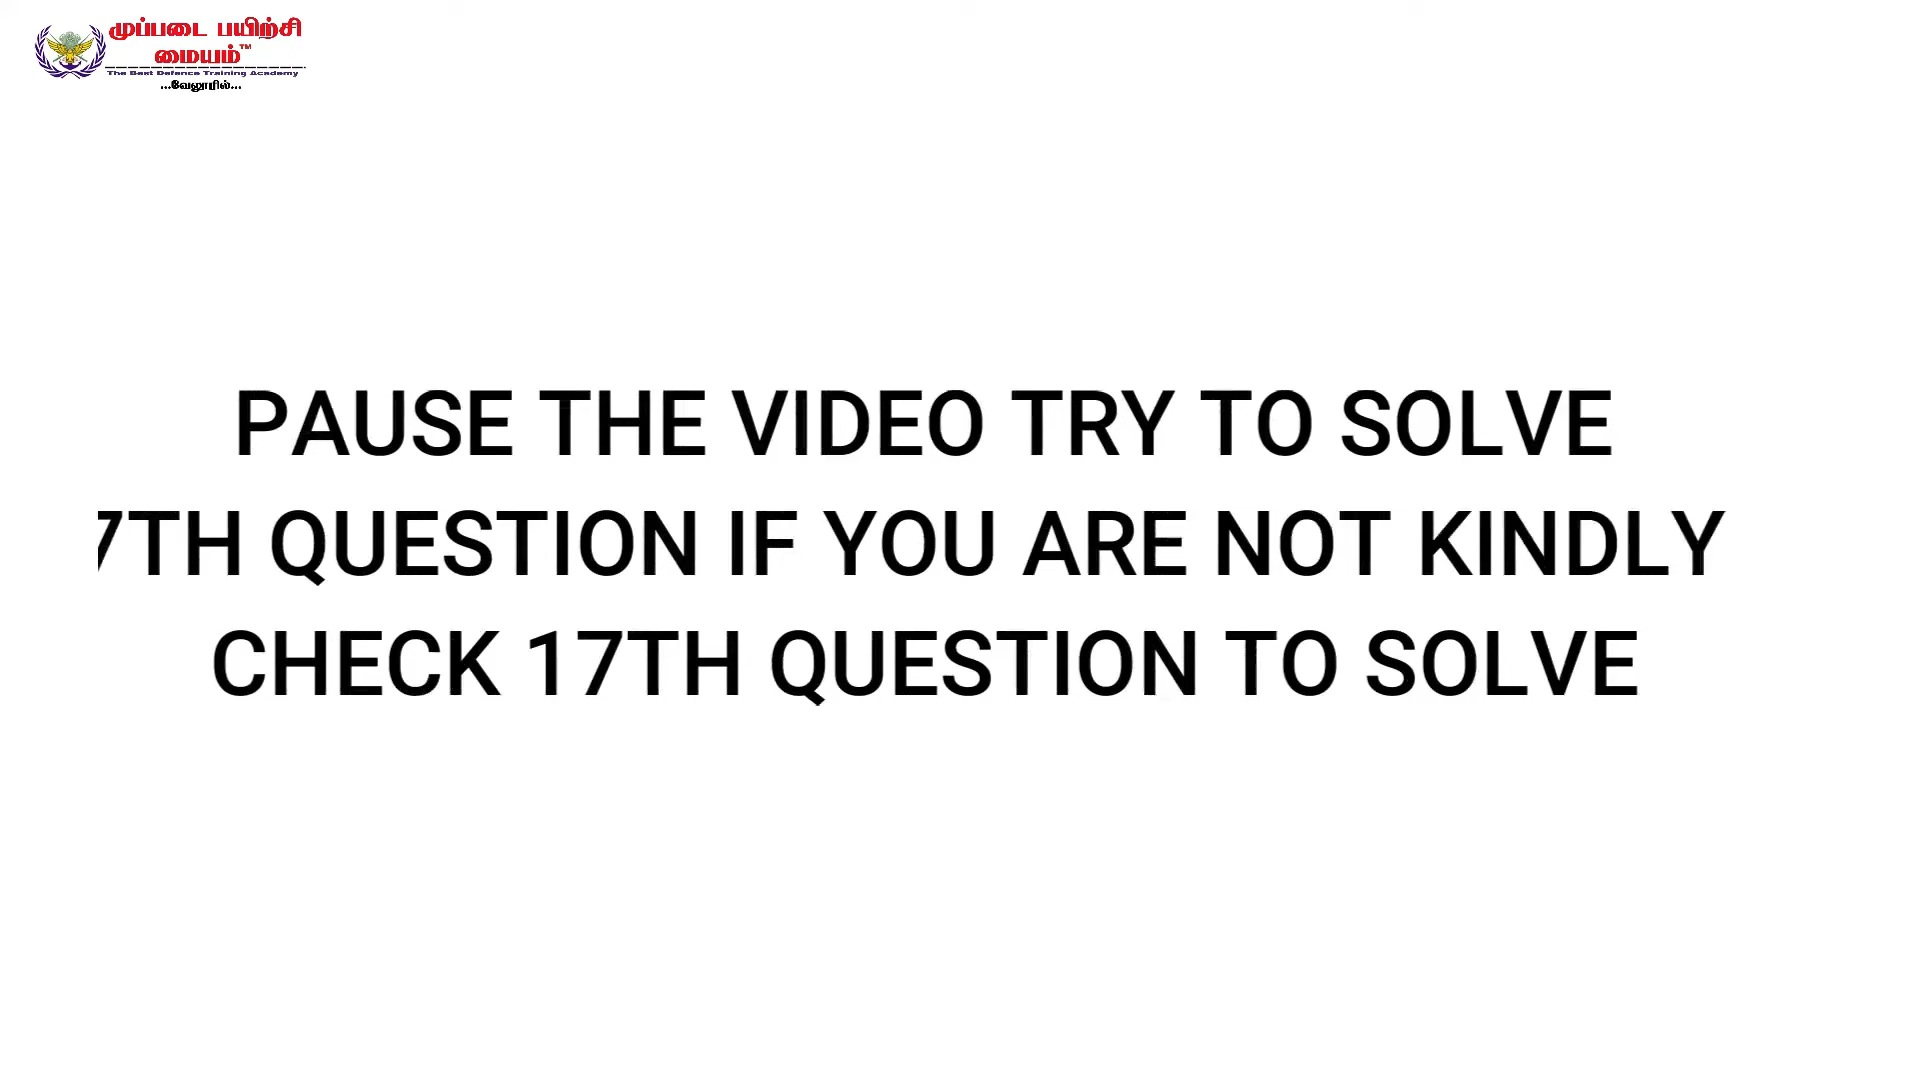 முப்படை பயிற்சி
மையம்™
The Best Defence Training Academy
...வேலூரில்...
PAUSE THE VIDEO TRY TO SOLVE
7TH QUESTION IF YOU ARE NOT KINDLY
CHECK 17TH QUESTION TO SOLVE